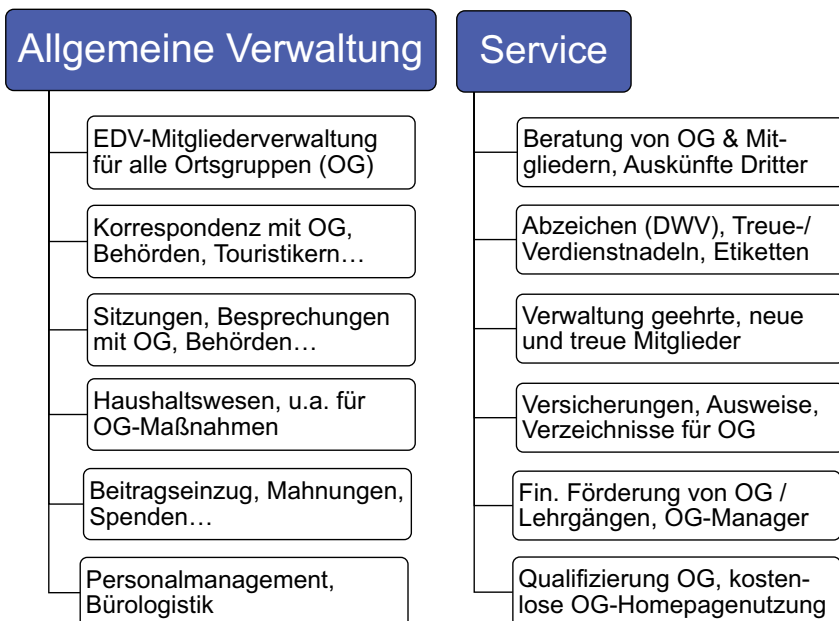 Allgemeine Verwaltung
EDV-Mitgliederverwaltung
für alle Ortsgruppen (OG)
Korrespondenz mit OG,
Behörden, Touristikern…
Sitzungen, Besprechungen
mit OG, Behörden…
Haushaltswesen, u.a. für
OG-Maßnahmen
Beitragseinzug, Mahnungen,
Spenden…
Personalmanagement,
Bürologistik
Service
Beratung von OG & Mit-
gliedern, Auskünfte Dritter
Abzeichen (DWV), Treue-/
Verdienstnadeln, Etiketten
Verwaltung geehrte, neue
und treue Mitglieder
Versicherungen, Ausweise,
Verzeichnisse für OG
Fin. Förderung von OG /
Lehrgängen, OG-Manager
Qualifizierung OG, kosten-
lose OG-Homepagenutzung